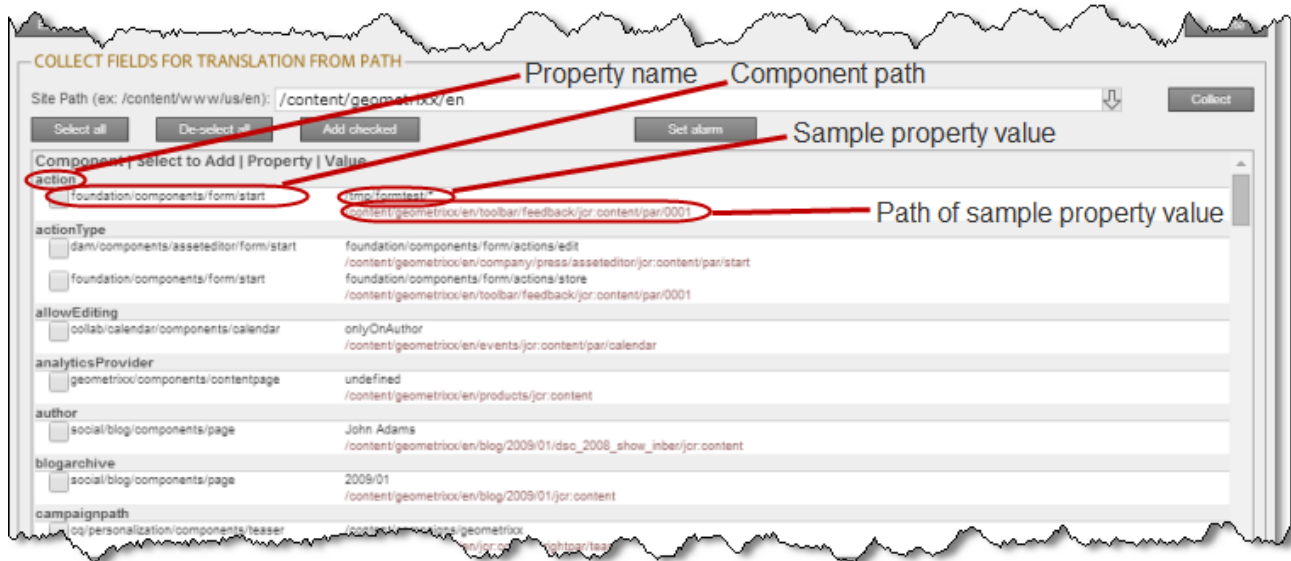 COLLECT FIELDS FOR TRANSLATION FROM PATH
Property name
Component path
Site Path (ex: /content/www/us/en):
/content/geometrixx/en
Collect
Select all
De-select all
Add checked
Set alarm
Sample property value
Component | Select to Add | Property | Value
action
foundation/components/form/start
/tmp/formtest/*
/content/geometrixx/en/toolbar/feedback/jcr:content/par/0001
Path of sample property value
actionType
dam/components/asseteditor/form/start
foundation/components/form/actions/edit
/content/geometrixx/en/company/press/asseteditor/jcr:content/par/start
foundation/components/form/start
foundation/components/form/actions/store
/content/geometrixx/en/toolbar/feedback/jcr:content/par/0001
allowEditing
collab/calendar/components/calendar
onlyOnAuthor
/content/geometrixx/en/events/jcr:content/par/calendar
analyticsProvider
geometrixx/components/contentpage
undefined
/content/geometrixx/en/products/jcr:content
author
social/blog/components/page
John Adams
/content/geometrixx/en/blog/2009/01/dsc_2008_show_inber/jcr:content
blogarchive
social/blog/components/page
2009/01
/content/geometrixx/en/blog/2009/01/jcr:content
campaignpath
cq/personalization/components/teaser
/content/campaigns/geometrixx